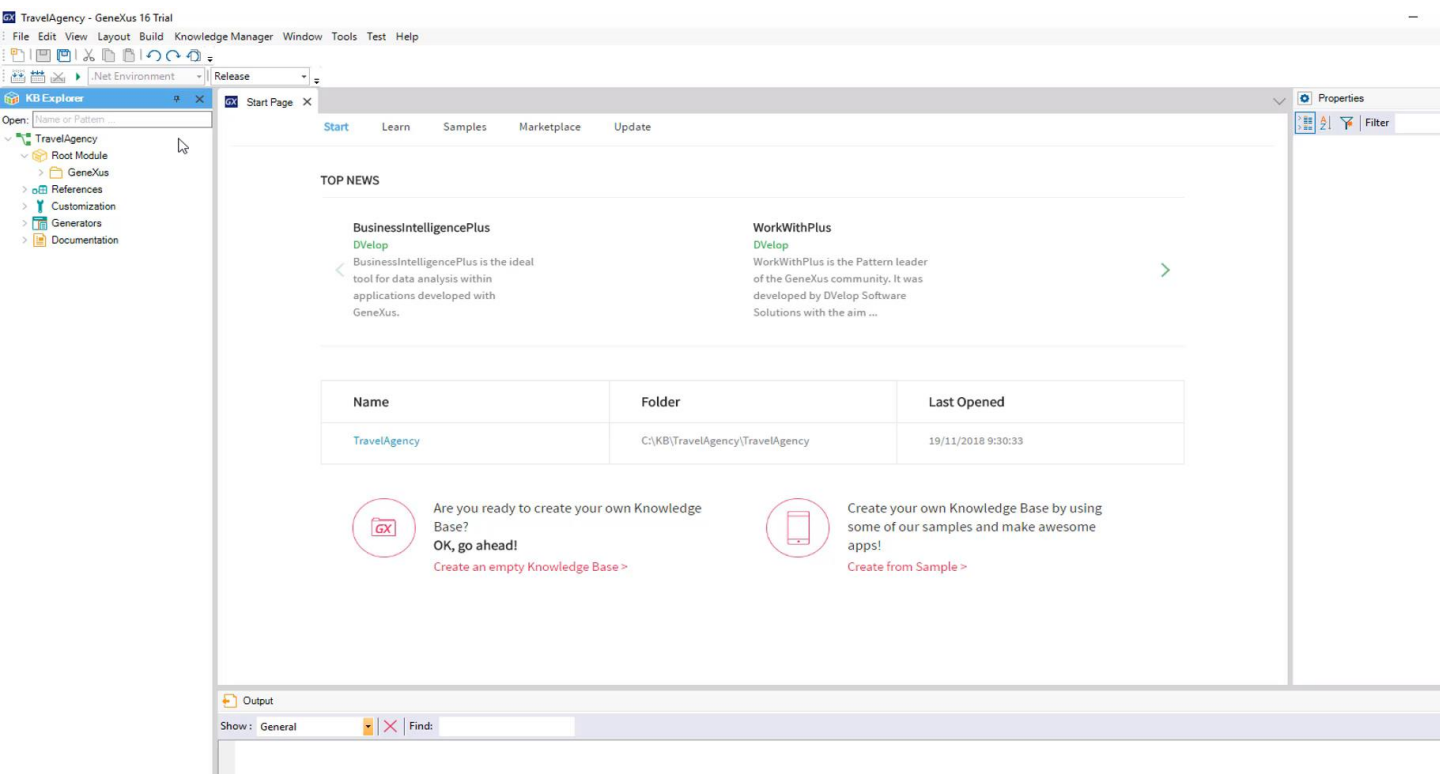 GX TravelAgency - GeneXus 16 Trial
File Edit View Layout Build Knowledge Manager Window Tools Test Help
.Net Environment Release
KB Explorer
Open: Name or Pattern ...
TravelAgency
Root Module
GeneXus
References
Customization
Generators
Documentation
GX Start Page
Start Learn Samples Marketplace Update
TOP NEWS
BusinessIntelligencePlus
DVelop
BusinessIntelligencePlus is the ideal
tool for data analysis within
applications developed with
GeneXus.
WorkWithPlus
DVelop
WorkWithPlus is the Pattern leader
of the GeneXus community. It was
developed by DVelop Software
Solutions with the aim ...
Name Folder Last Opened
TravelAgency C:\KB\TravelAgency\TravelAgency 19/11/2018 9:30:33
GX
Are you ready to create your own Knowledge
Base?
OK, go ahead!
Create an empty Knowledge Base >
Create your own Knowledge Base by using
some of our samples and make awesome
apps!
Create from Sample >
Output
Show: General Find:
Properties
Filter